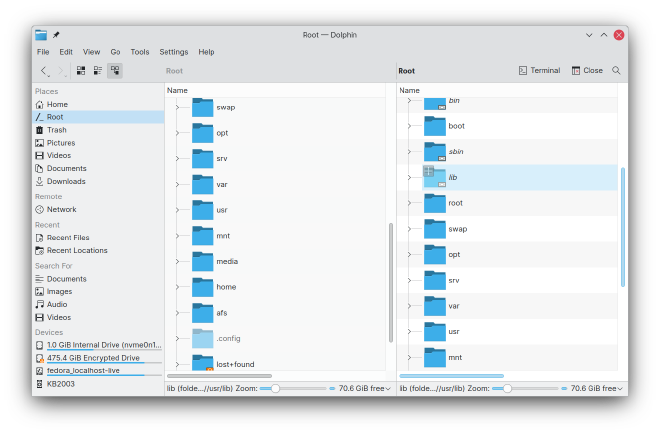 Root — Dolphin
File Edit View Go Tools Settings Help
Root
Root
Terminal
Close
Places
Home
Root
Trash
Pictures
Videos
Documents
Downloads
Remote
Network
Recent
Recent Files
Recent Locations
Search For
Documents
Images
Audio
Videos
Devices
1.0 GiB Internal Drive (nvme0n1...
475.4 GiB Encrypted Drive
fedora_localhost-live
KB2003
Name
swap
opt
srv
var
usr
mnt
media
home
afs
.config
lost+found
lib (folde...//usr/lib) Zoom: 70.6 GiB free
Name
bin
boot
sbin
lib
root
swap
opt
srv
var
usr
mnt
lib (folde...//usr/lib) Zoom: 70.6 GiB free